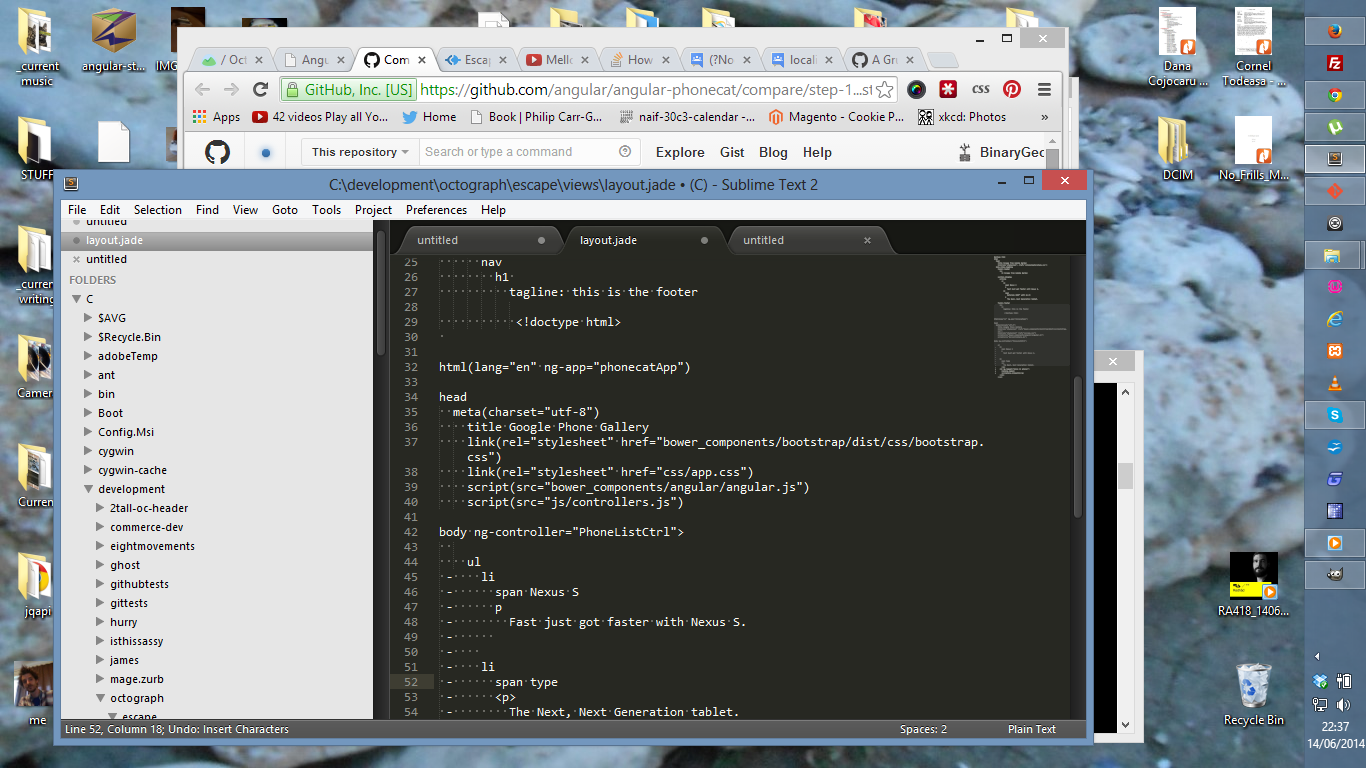 _current
music
angular-st...
IMG
STUFF
_current
writing
Camera
Current
jqapi
me
/ Oct
Angu
Com
Escap
Mello
How
(?No
locali
A Gru
GitHub, Inc. [US]
https://github.com/angular/angular-phonecat/compare/step-1...st
css
Apps
42 videos Play all Yo...
Home
Book | Philip Carr-G...
naif-30c3-calendar -...
Magento - Cookie P...
xkcd: Photos
»
This repository
Search or type a command
Explore
Gist
Blog
Help
BinaryGeo
C:\development\octograph\escape\views\layout.jade • (C) - Sublime Text 2
File Edit Selection Find View Goto Tools Project Preferences Help
untitled
layout.jade
untitled
FOLDERS
C
$AVG
$Recycle.Bin
adobeTemp
ant
bin
Boot
Config.Msi
cygwin
cygwin-cache
development
2tall-oc-header
commerce-dev
eightmovements
ghost
githubtests
gittests
hurry
isthissassy
james
mage.zurb
octograph
escape
untitled
layout.jade
untitled
25 nav
26 h1
27 tagline: this is the footer
28
29 <!doctype html>
30
31
32 html(lang="en" ng-app="phonecatApp")
33
34 head
35 meta(charset="utf-8")
36 title Google Phone Gallery
37 link(rel="stylesheet" href="bower_components/bootstrap/dist/css/bootstrap.
css")
38 link(rel="stylesheet" href="css/app.css")
39 script(src="bower_components/angular/angular.js")
40 script(src="js/controllers.js")
41
42 body ng-controller="PhoneListCtrl">
43
44 ul
45 - li
46 - span Nexus S
47 - p
48 - Fast just got faster with Nexus S.
49 -
50 -
51 - li
52 - span type
53 - <p>
54 - The Next, Next Generation tablet.
Line 52, Column 18; Undo: Insert Characters
Spaces: 2
Plain Text
Dana
Cojocaru ...
Cornel
Todeasa - ...
DCIM
No_Frills_M...
RA418_1406...
Recycle Bin
22:37
14/06/2014